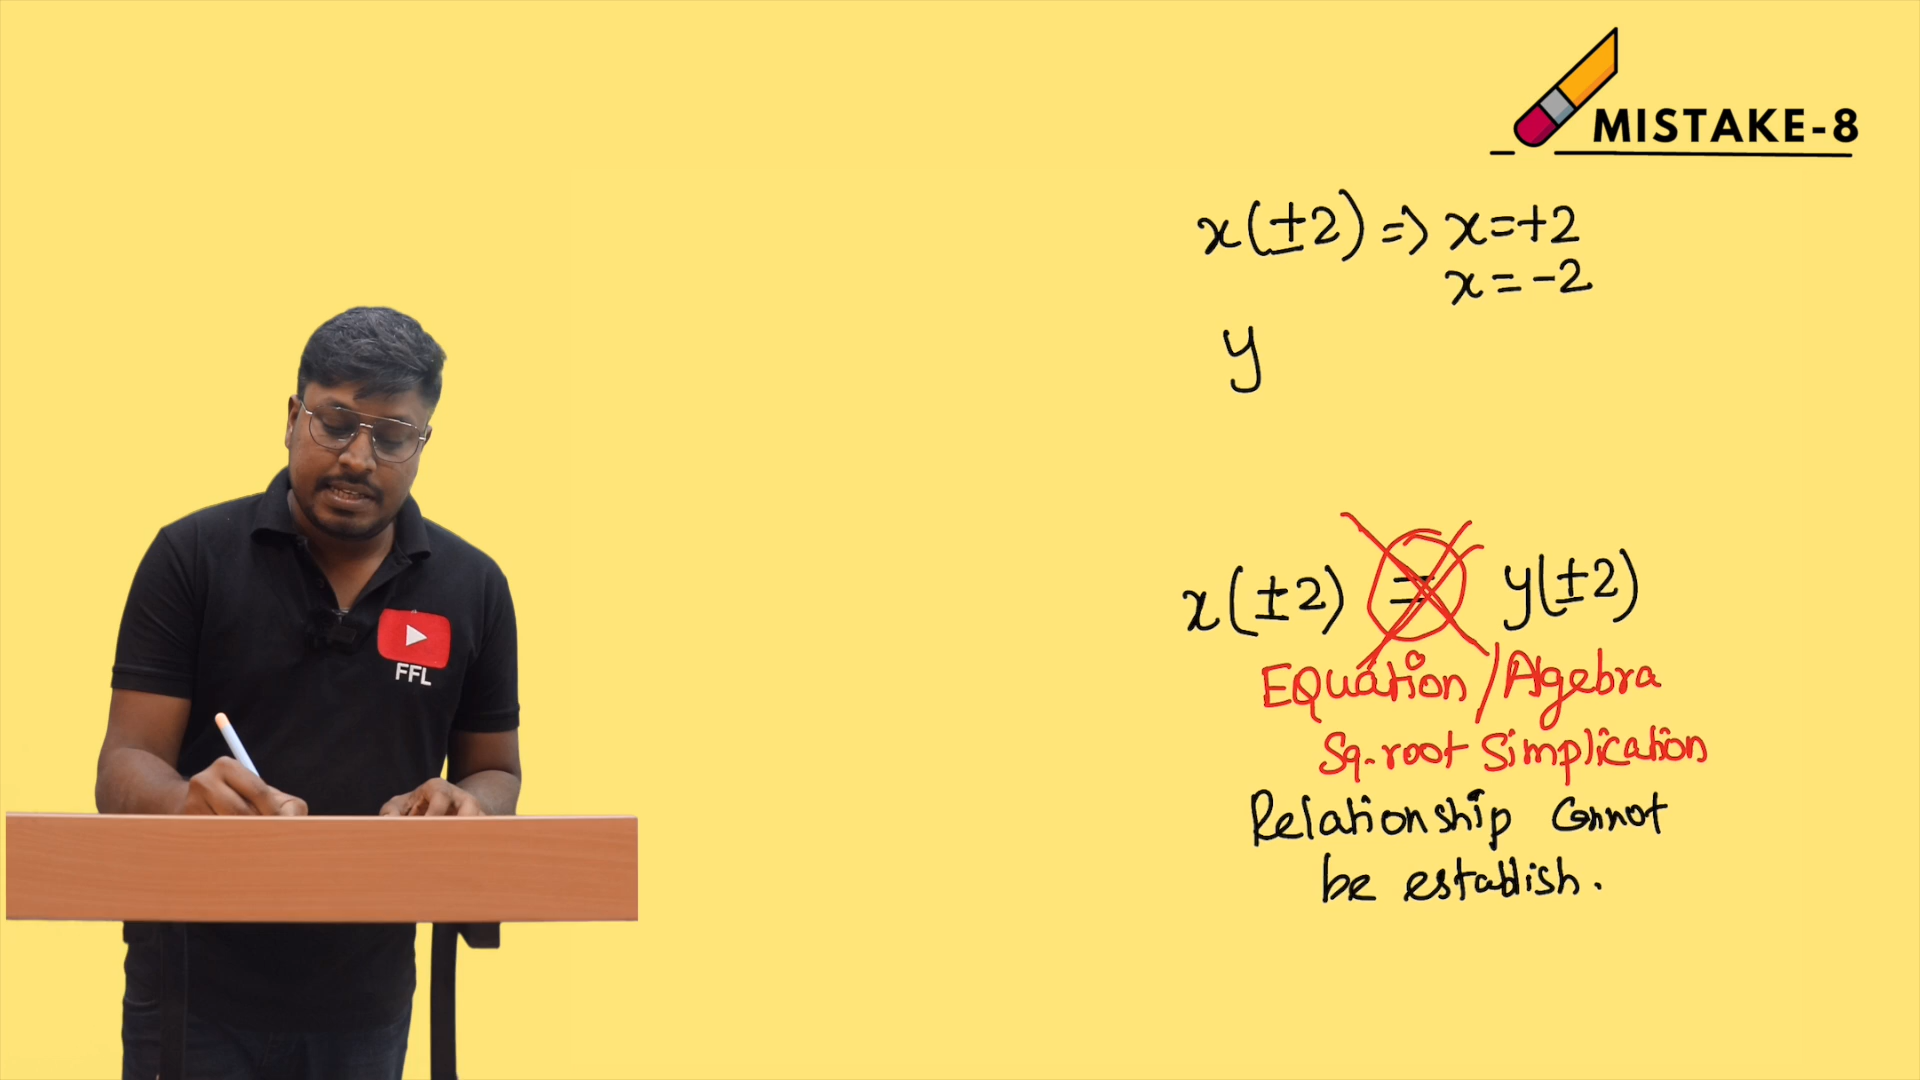 MISTAKE-8
x(±2) => x=+2
x=-2
y
x(±2) = y(±2)
EQuation / Algebra
Sq.root Simplication
Relationship Cannot
be establish.
FFL